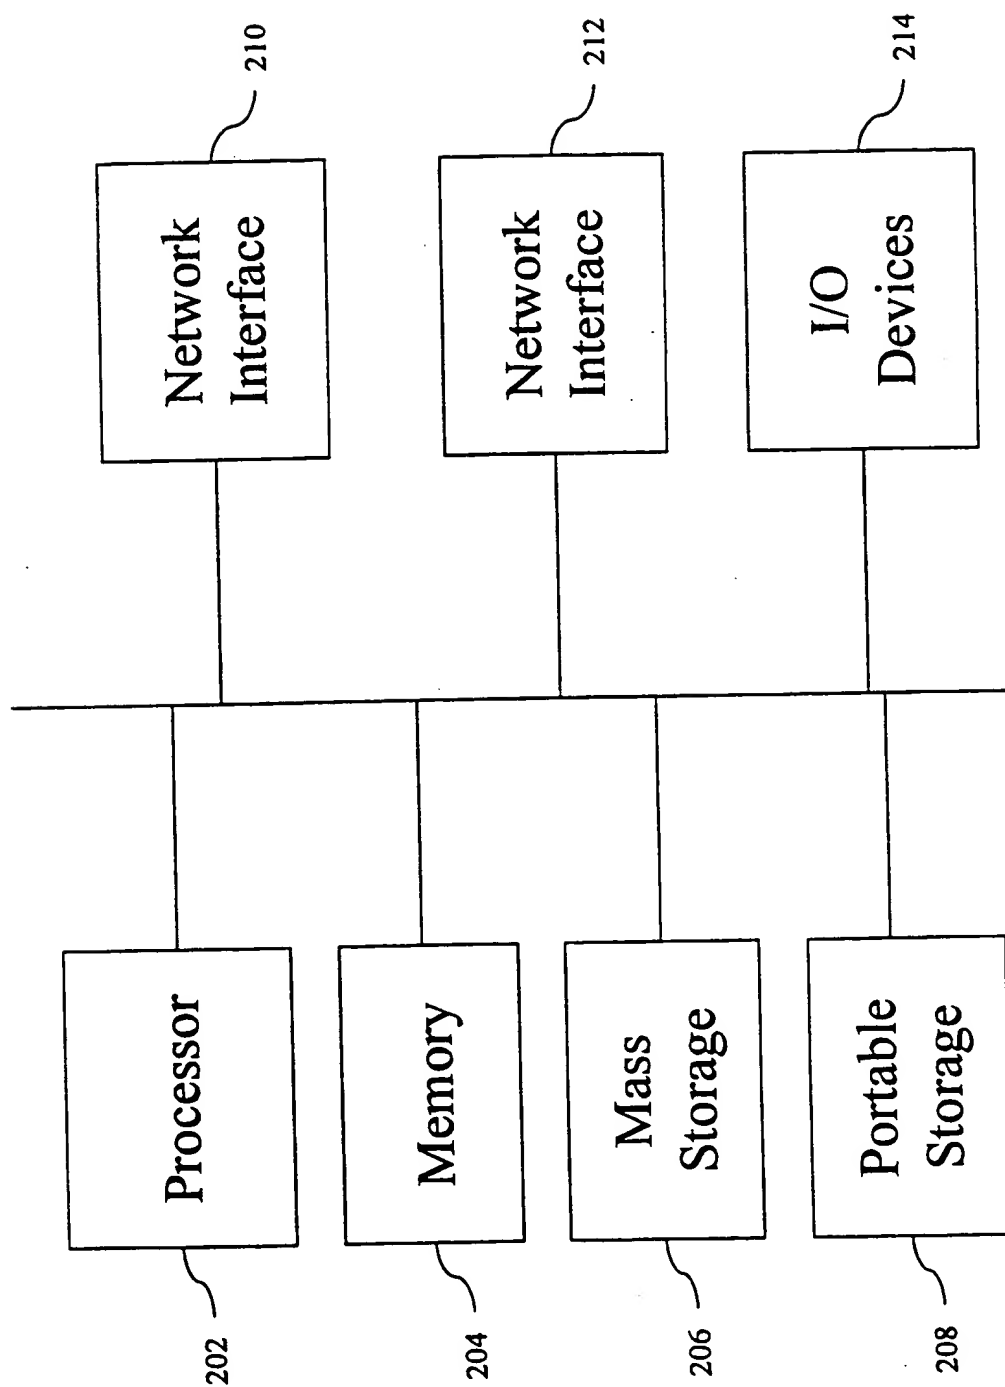 202
Processor
204
Memory
206
Mass
Storage
208
Portable
Storage
210
Network
Interface
212
Network
Interface
214
I/O
Devices